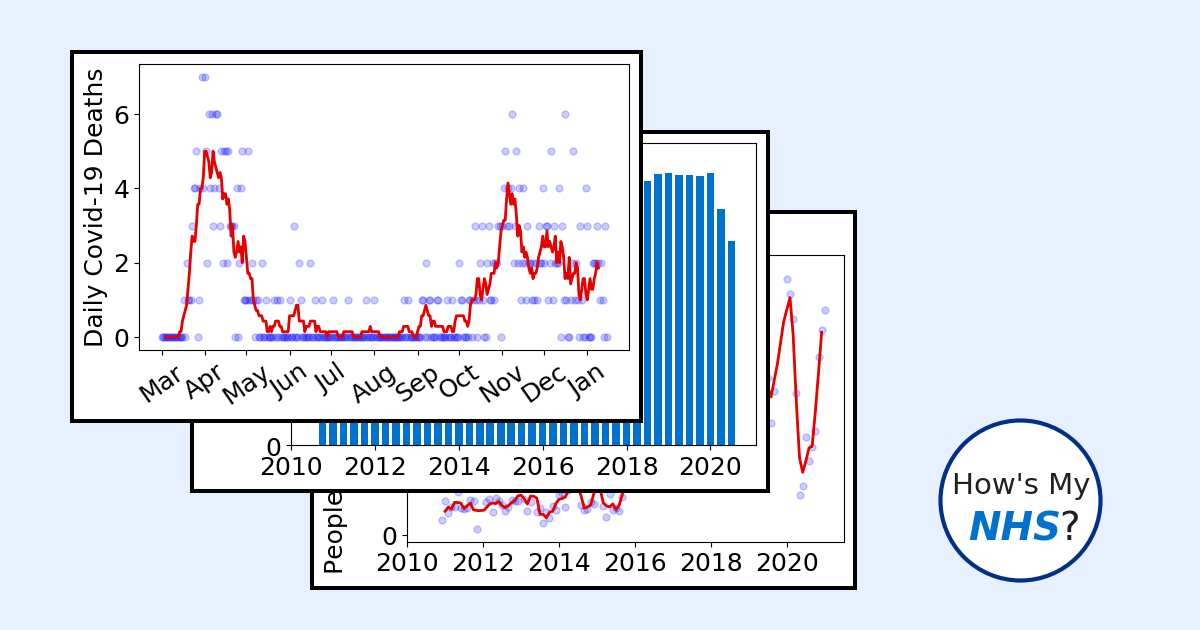 Daily Covid-19 Deaths
6
4
2
0
Mar Apr May Jun Jul Aug Sep Oct Nov Dec Jan
0
2010 2012 2014 2016 2018 2020
People
0
2010 2012 2014 2016 2018 2020
How's My
NHS?